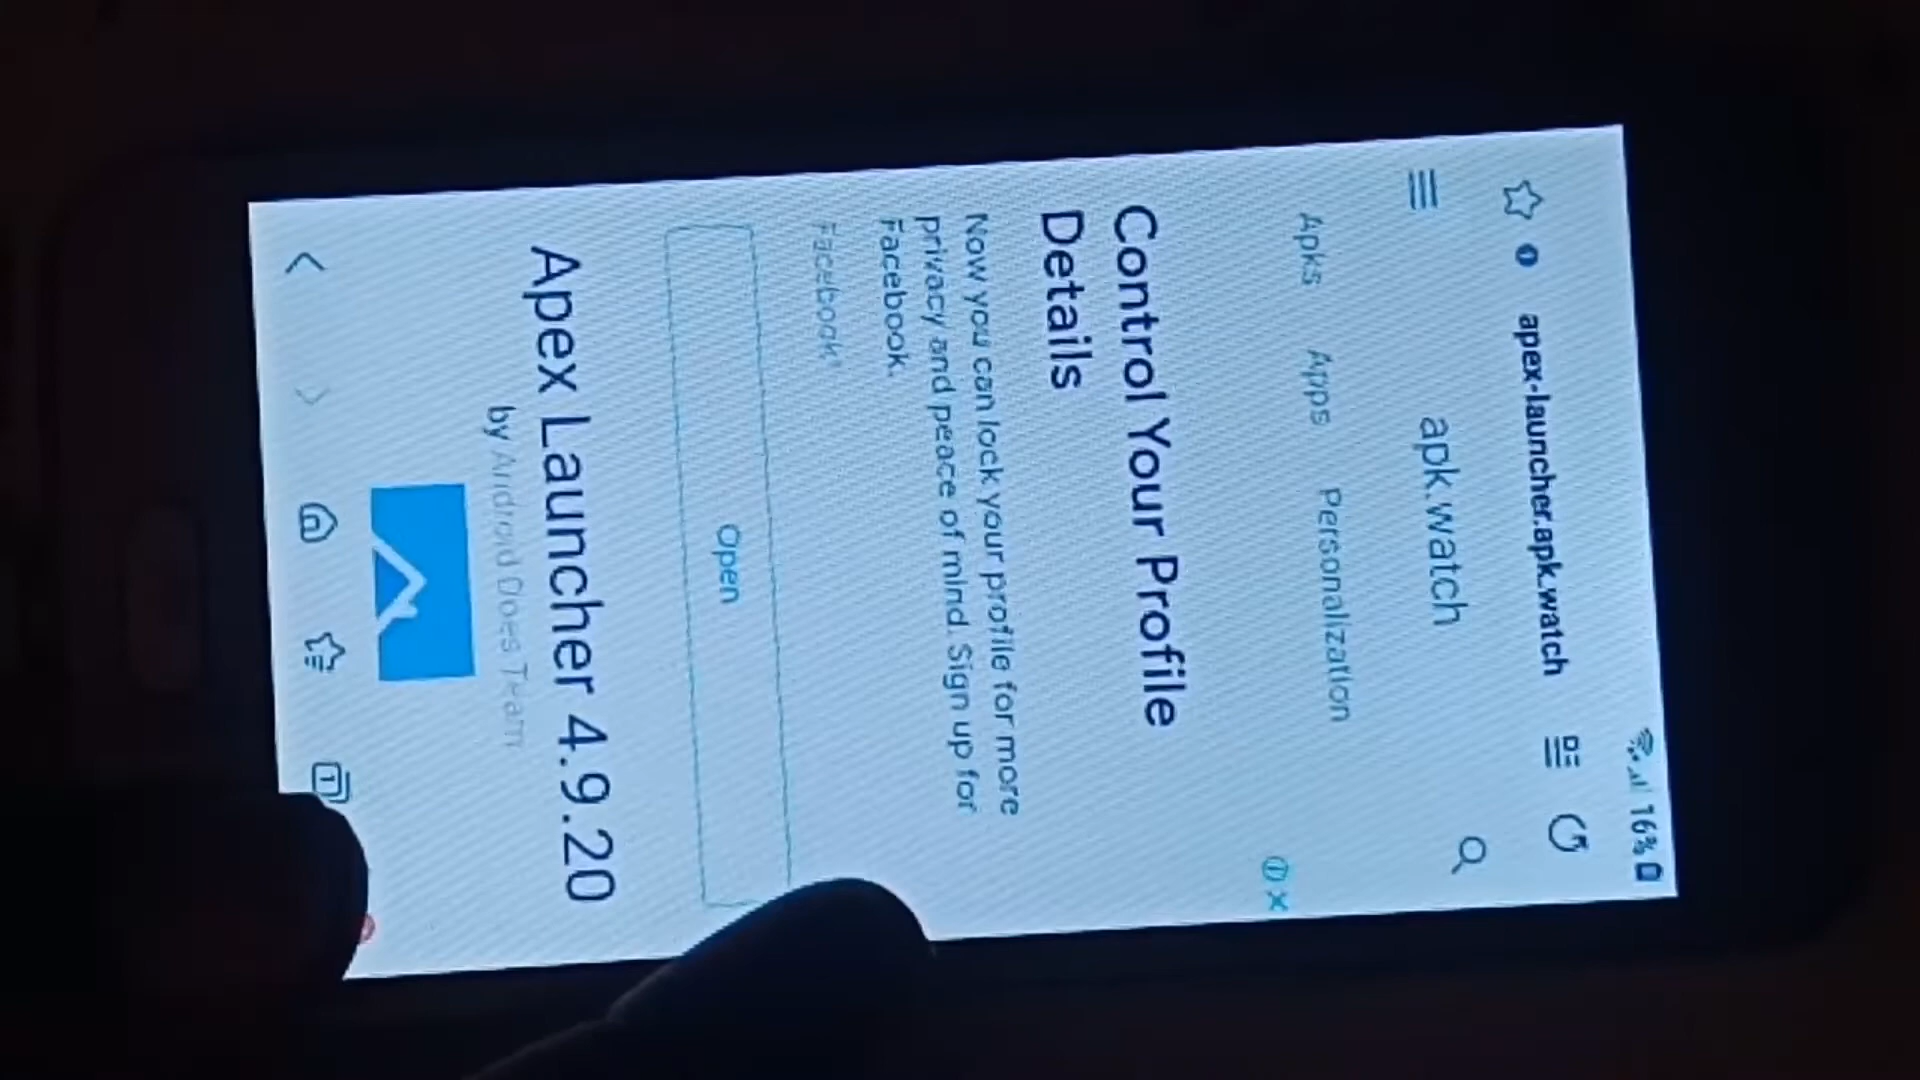 16%
apex-launcher.apk.watch
apk.watch
Apks Apps Personalization
Control Your Profile
Details
Now you can lock your profile for more
privacy and peace of mind. Sign up for
Facebook.
Facebook
Open
Apex Launcher 4.9.20
by Android Does Team
1